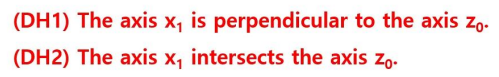 (DH1) The axis x₁ is perpendicular to the axis z₀.
(DH2) The axis x₁ intersects the axis z₀.